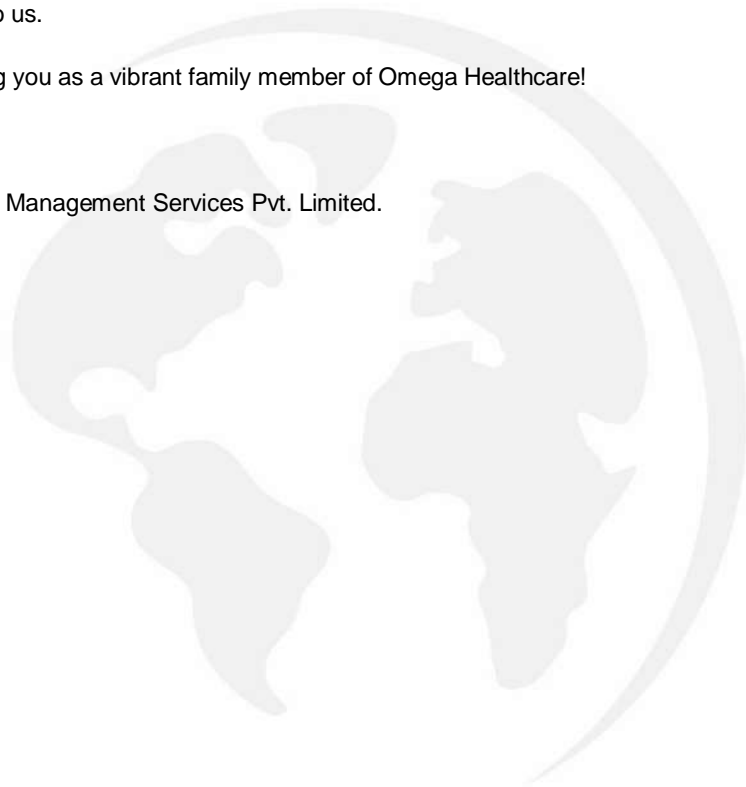 o us.
g you as a vibrant family member of Omega Healthcare!
Management Services Pvt. Limited.